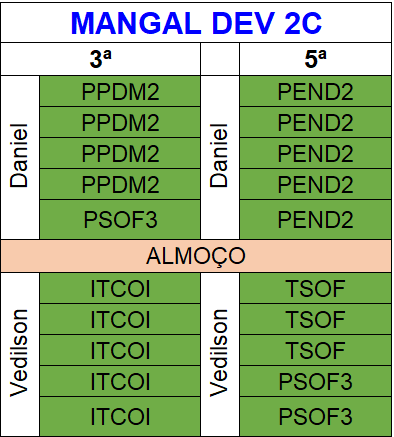 MANGAL DEV 2C
3ª 5ª
Daniel PPDM2 Daniel PEND2
PPDM2 PEND2
PPDM2 PEND2
PPDM2 PEND2
PSOF3 PEND2
ALMOÇO
Vedilson ITCOI Vedilson TSOF
ITCOI TSOF
ITCOI TSOF
ITCOI PSOF3
ITCOI PSOF3